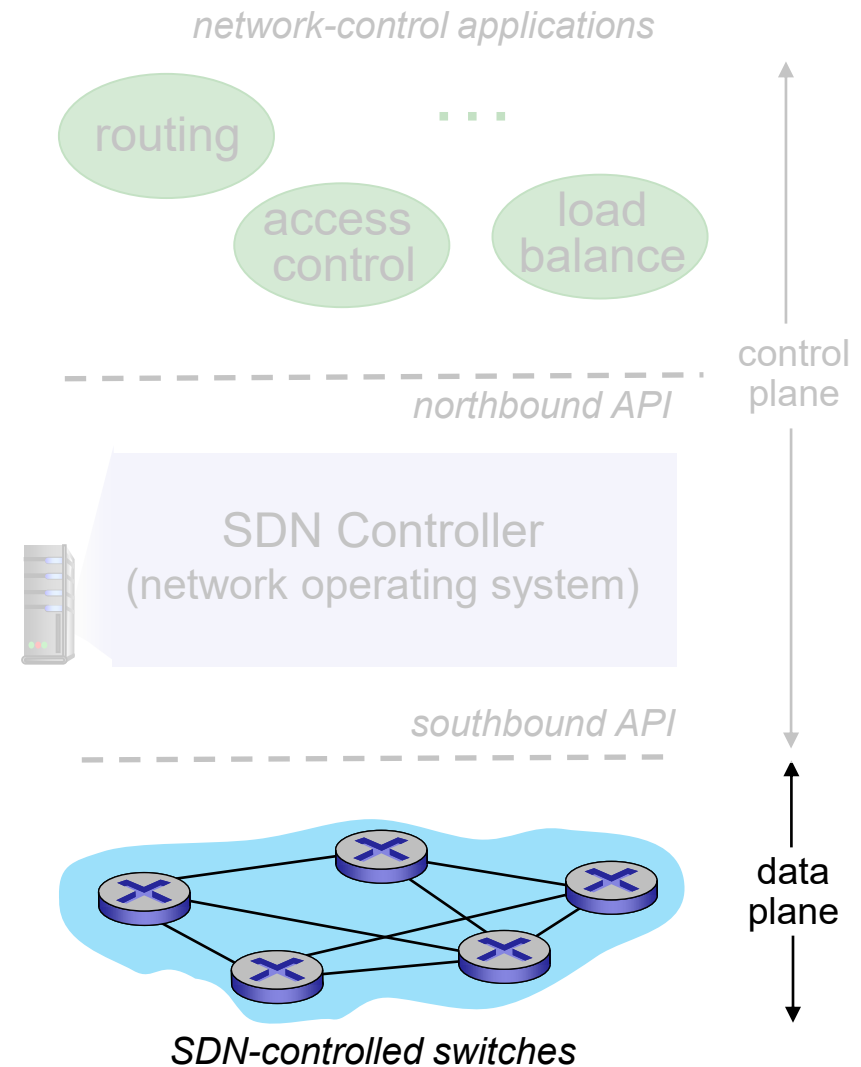 network-control applications
routing
...
access
control
load
balance
control
plane
northbound API
SDN Controller
(network operating system)
southbound API
data
plane
SDN-controlled switches